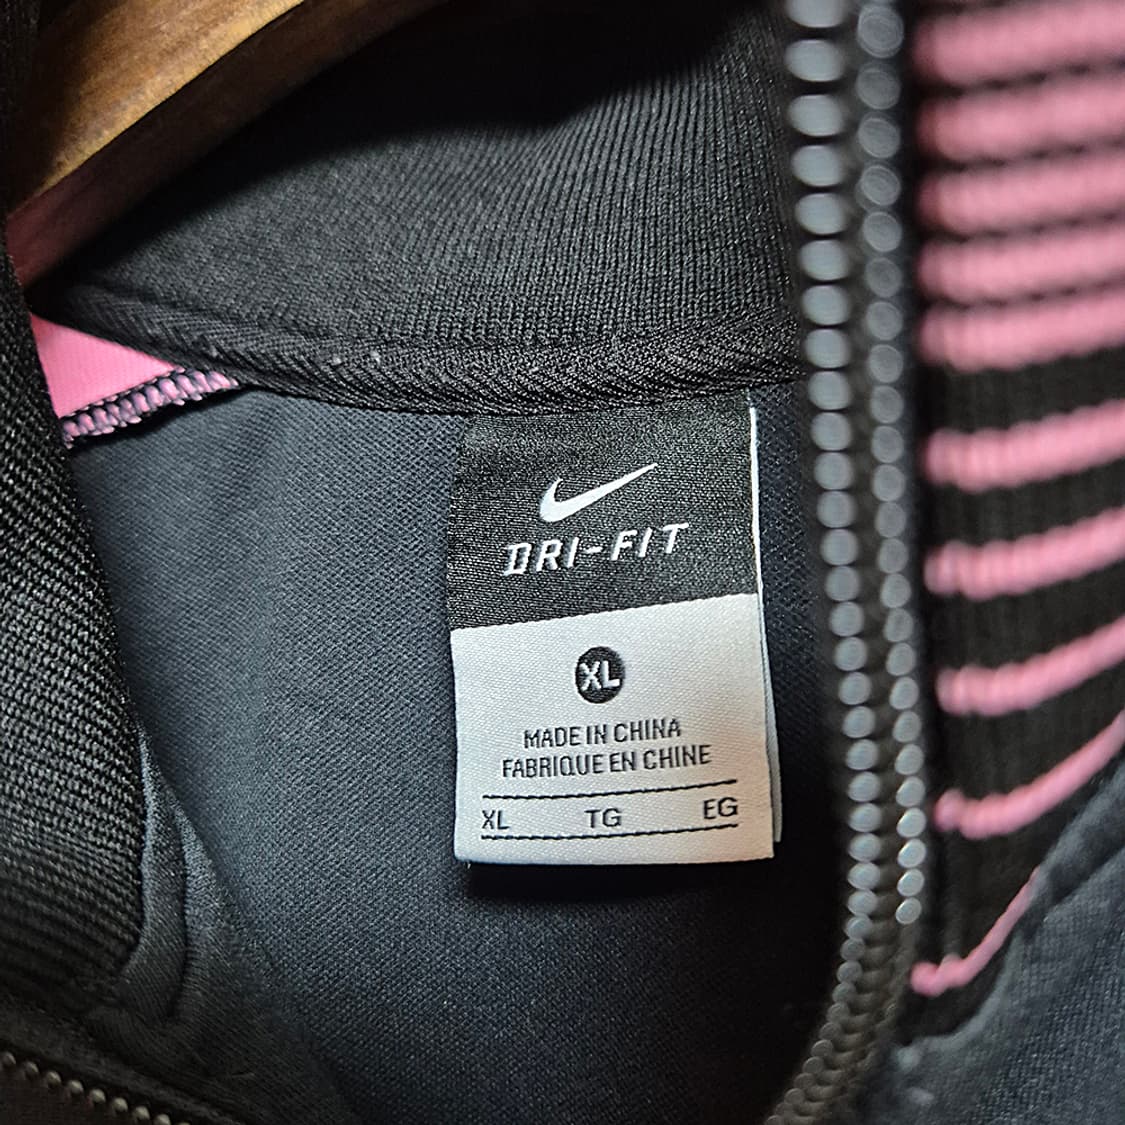 DRI-FIT
XL
MADE IN CHINA
FABRIQUE EN CHINE
XL TG EG